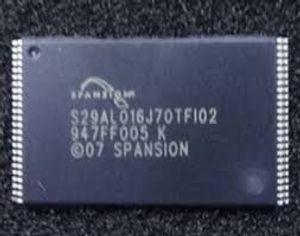 SPANSION
S29AL016J70TFI02
947FF005 K
©07 SPANSION